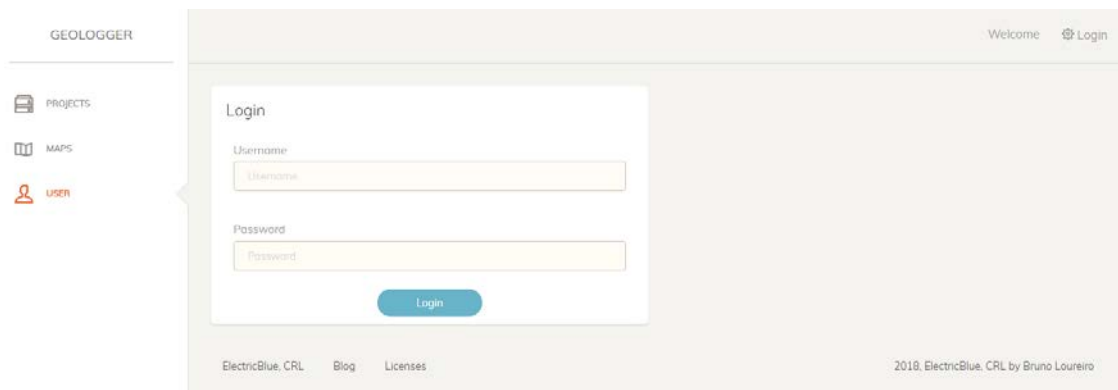 GEOLOGGER
Welcome Login
PROJECTS
MAPS
USER
Login
Username
Username
Password
Password
Login
ElectricBlue, CRL Blog Licenses
2018, ElectricBlue, CRL by Bruno Loureiro